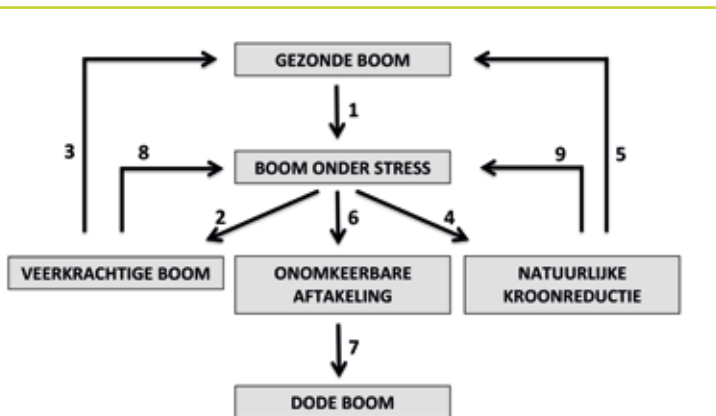 GEZONDE BOOM
1
3
8
9
5
BOOM ONDER STRESS
2
6
4
VEERKRACHTIGE BOOM
ONOMKEERBARE
AFTAKELING
NATUURLIJKE
KROONREDUCTIE
7
DODE BOOM